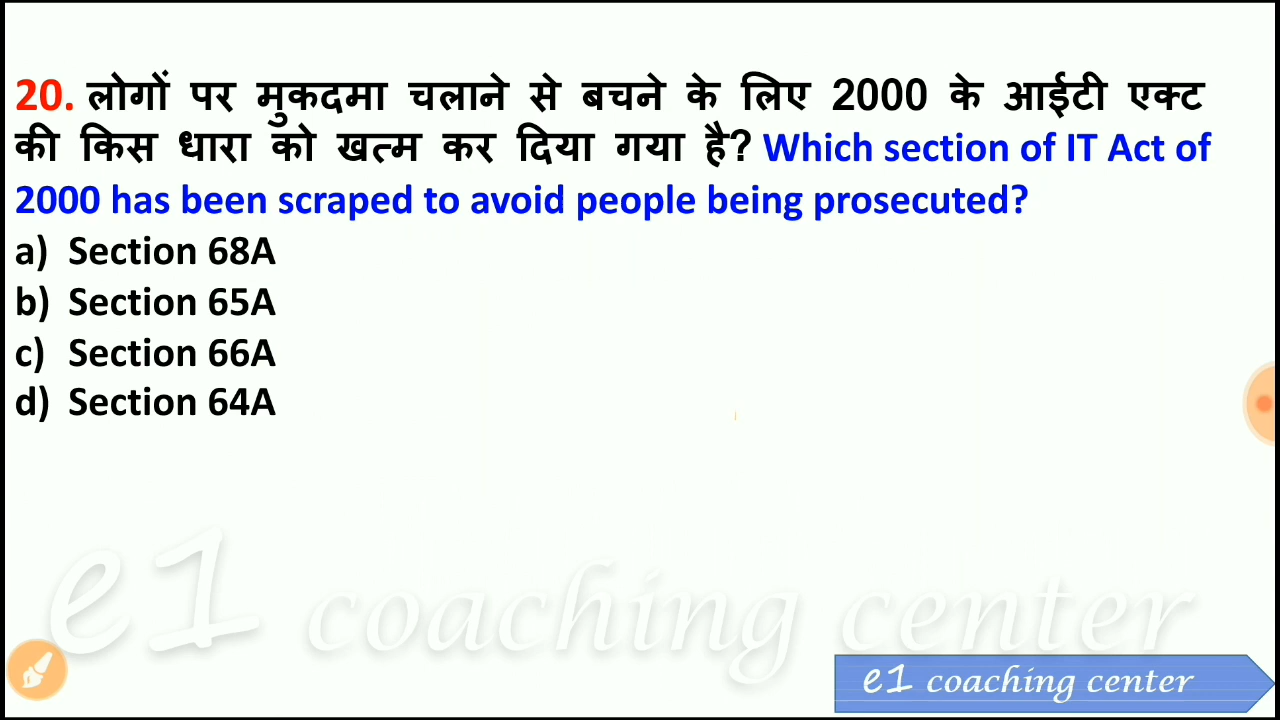 20. लोगों पर मुकदमा चलाने से बचने के लिए 2000 के आईटी एक्ट
की किस धारा को खत्म कर दिया गया है? Which section of IT Act of
2000 has been scraped to avoid people being prosecuted?
a) Section 68A
b) Section 65A
c) Section 66A
d) Section 64A
e1 coaching center
e1 coaching center